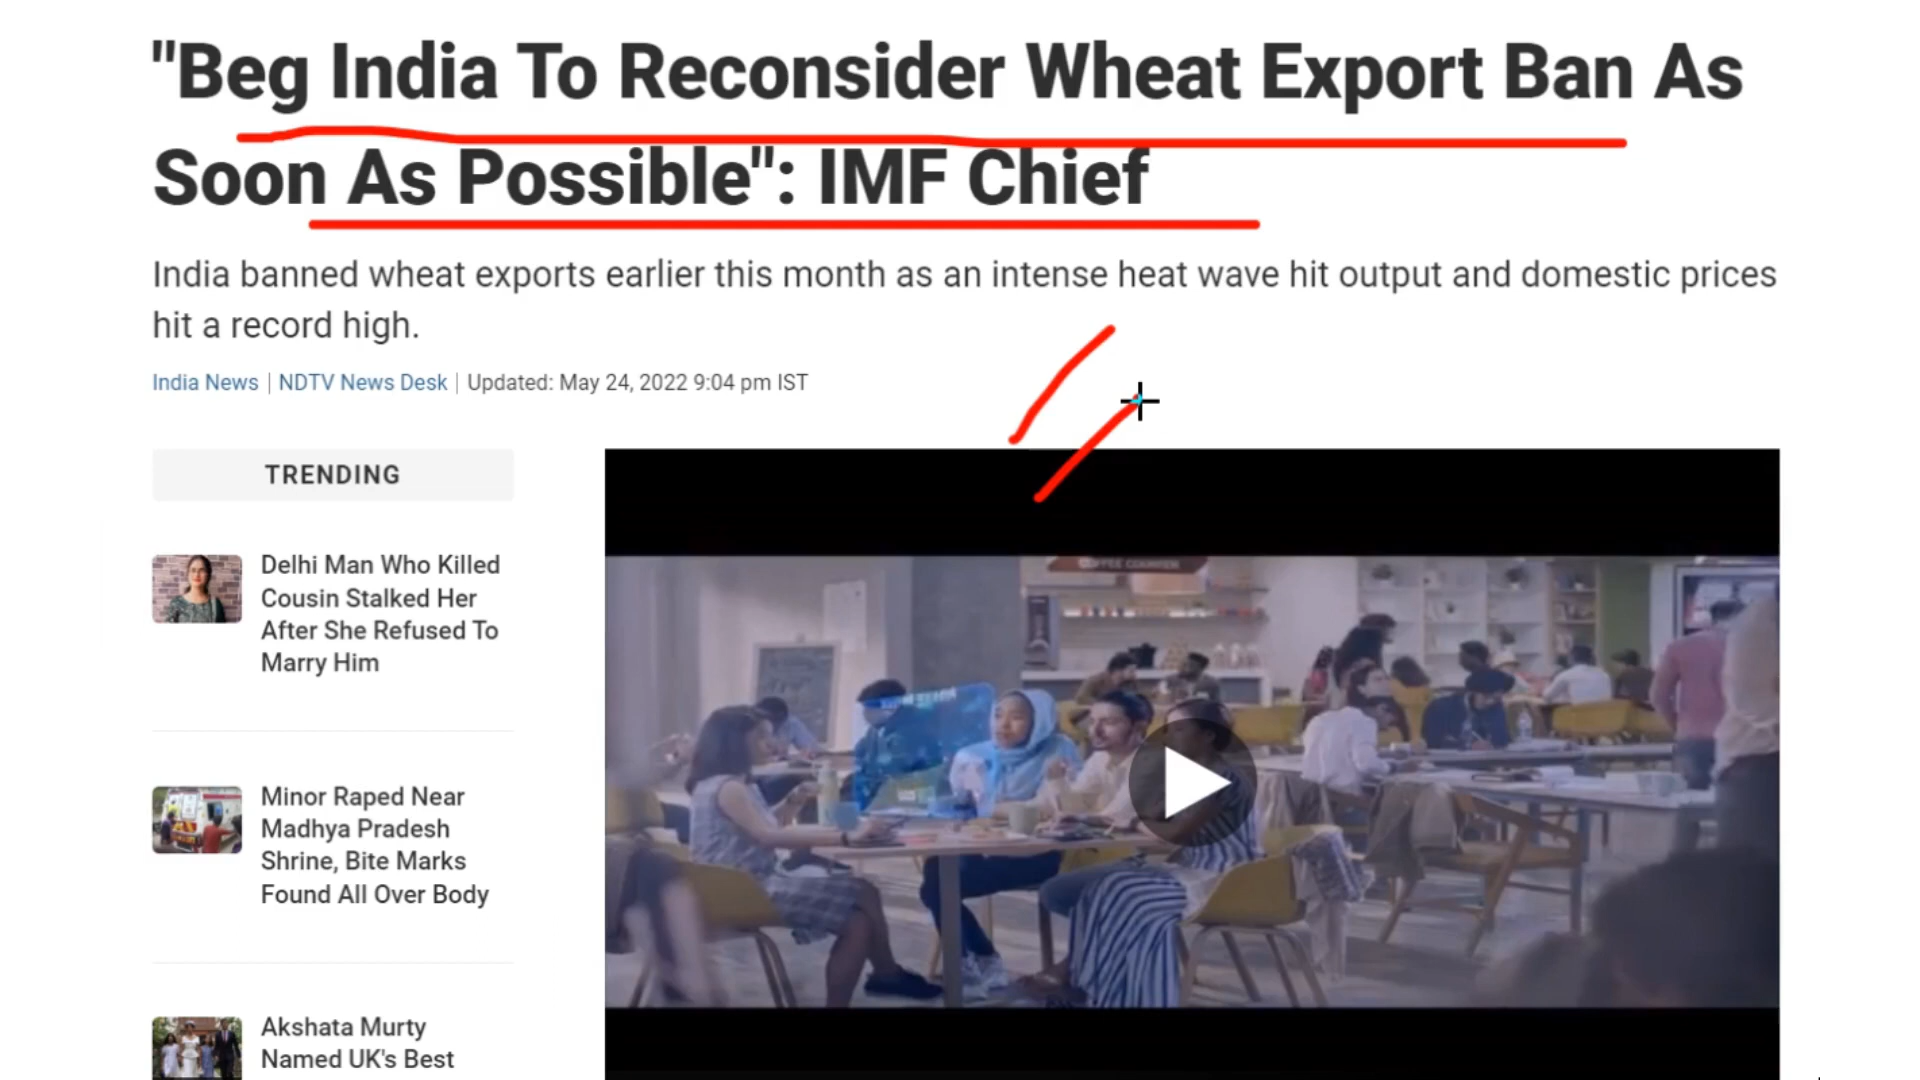 "Beg India To Reconsider Wheat Export Ban As
Soon As Possible": IMF Chief
India banned wheat exports earlier this month as an intense heat wave hit output and domestic prices
hit a record high.
India News | NDTV News Desk | Updated: May 24, 2022 9:04 pm IST
TRENDING
Delhi Man Who Killed
Cousin Stalked Her
After She Refused To
Marry Him
Minor Raped Near
Madhya Pradesh
Shrine, Bite Marks
Found All Over Body
Akshata Murty
Named UK's Best
COFFEE COUNTER